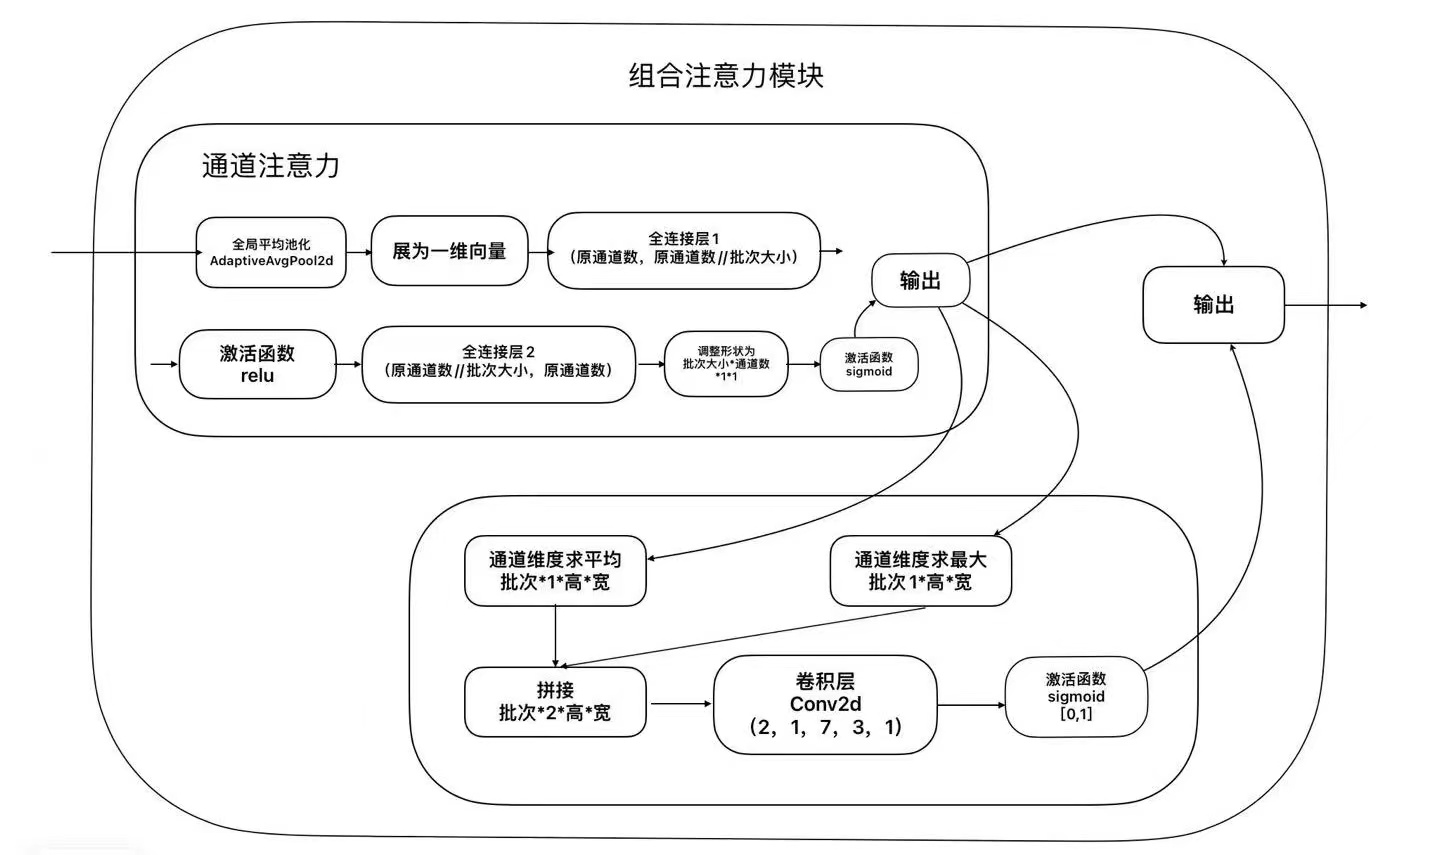 组合注意力模块
通道注意力
全局平均池化
AdaptiveAvgPool2d
展为一维向量
全连接层1
（原通道数，原通道数//批次大小）
输出
激活函数
relu
全连接层2
（原通道数//批次大小，原通道数）
调整形状为
批次大小*通道数
*1*1
激活函数
sigmoid
输出
通道维度求平均
批次*1*高*宽
通道维度求最大
批次1*高*宽
拼接
批次*2*高*宽
卷积层
Conv2d
（2，1，7，3，1）
激活函数
sigmoid
[0,1]